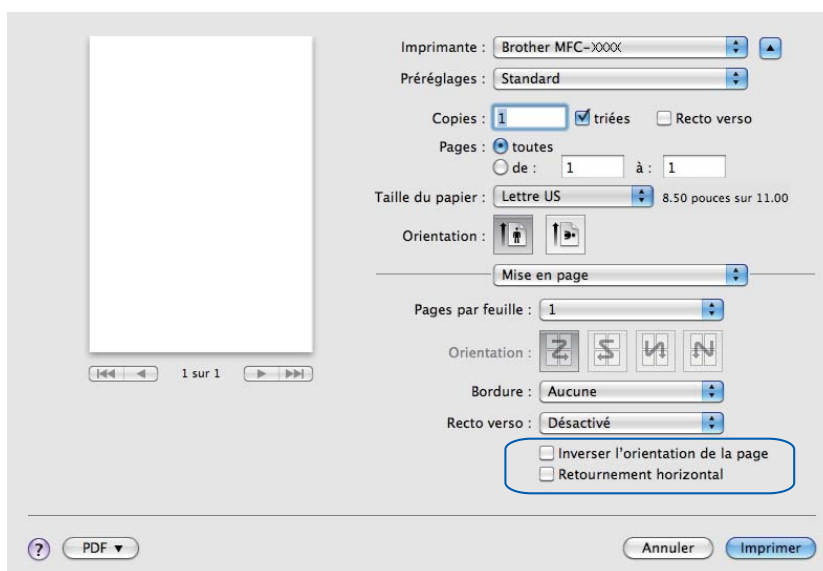 Imprimante : Brother MFC-XXXX
Préréglages : Standard
Copies : 1 triées Recto verso
Pages : toutes
de : 1 à : 1
Taille du papier : Lettre US 8.50 pouces sur 11.00
Orientation :
Mise en page
Pages par feuille : 1
Orientation :
1 sur 1
Bordure : Aucune
Recto verso : Désactivé
Inverser l'orientation de la page
Retournement horizontal
? PDF ▼ Annuler Imprimer